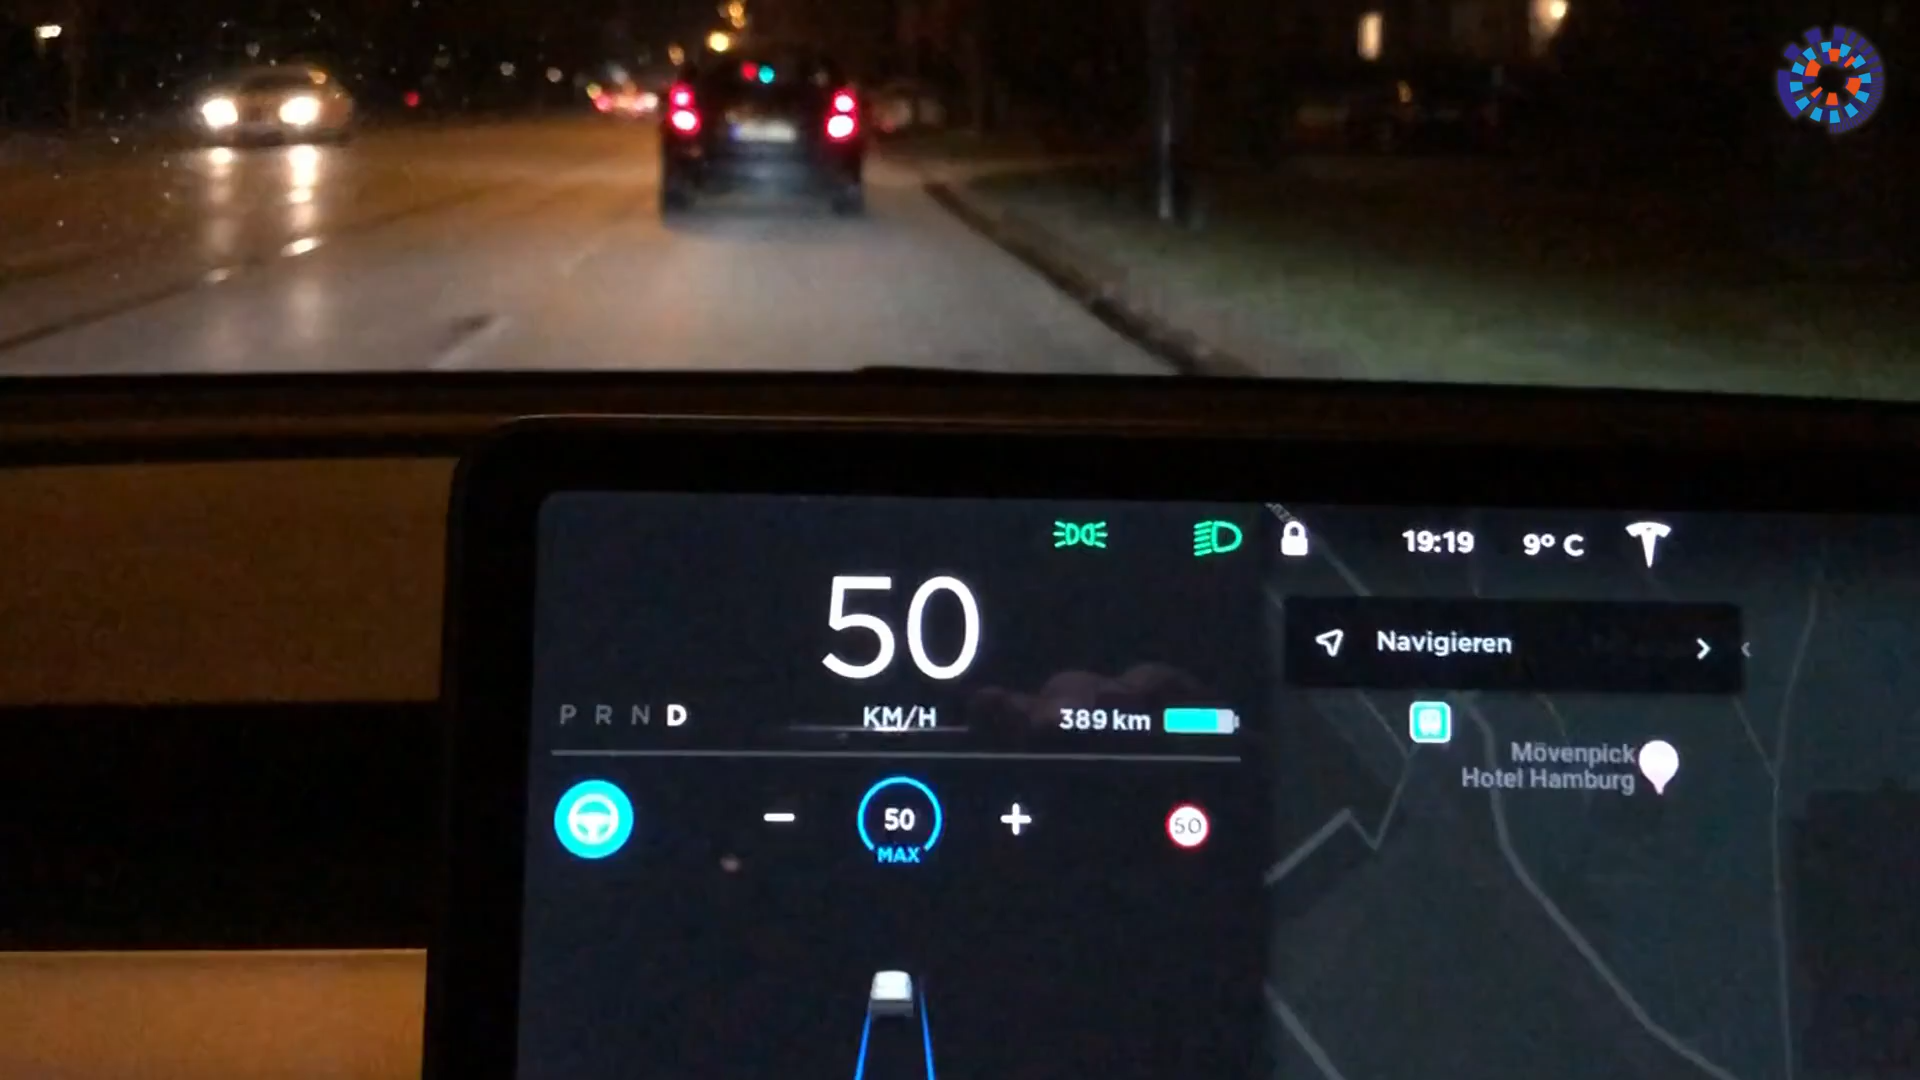 19:19
9° C
50
Navigieren
P R N D
KM/H
389 km
Mövenpick
Hotel Hamburg
50
MAX
50